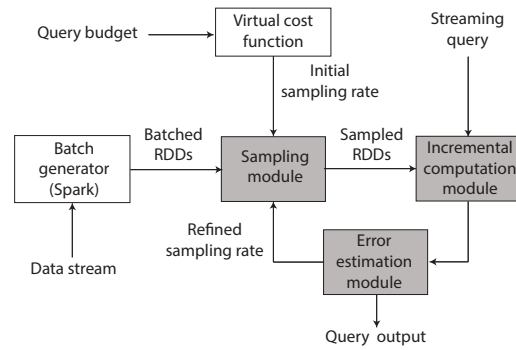 Query budget
Virtual cost
function
Streaming
query
Initial
sampling rate
Batch
generator
(Spark)
Batched
RDDs
Sampling
module
Sampled
RDDs
Incremental
computation
module
Data stream
Refined
sampling rate
Error
estimation
module
Query output